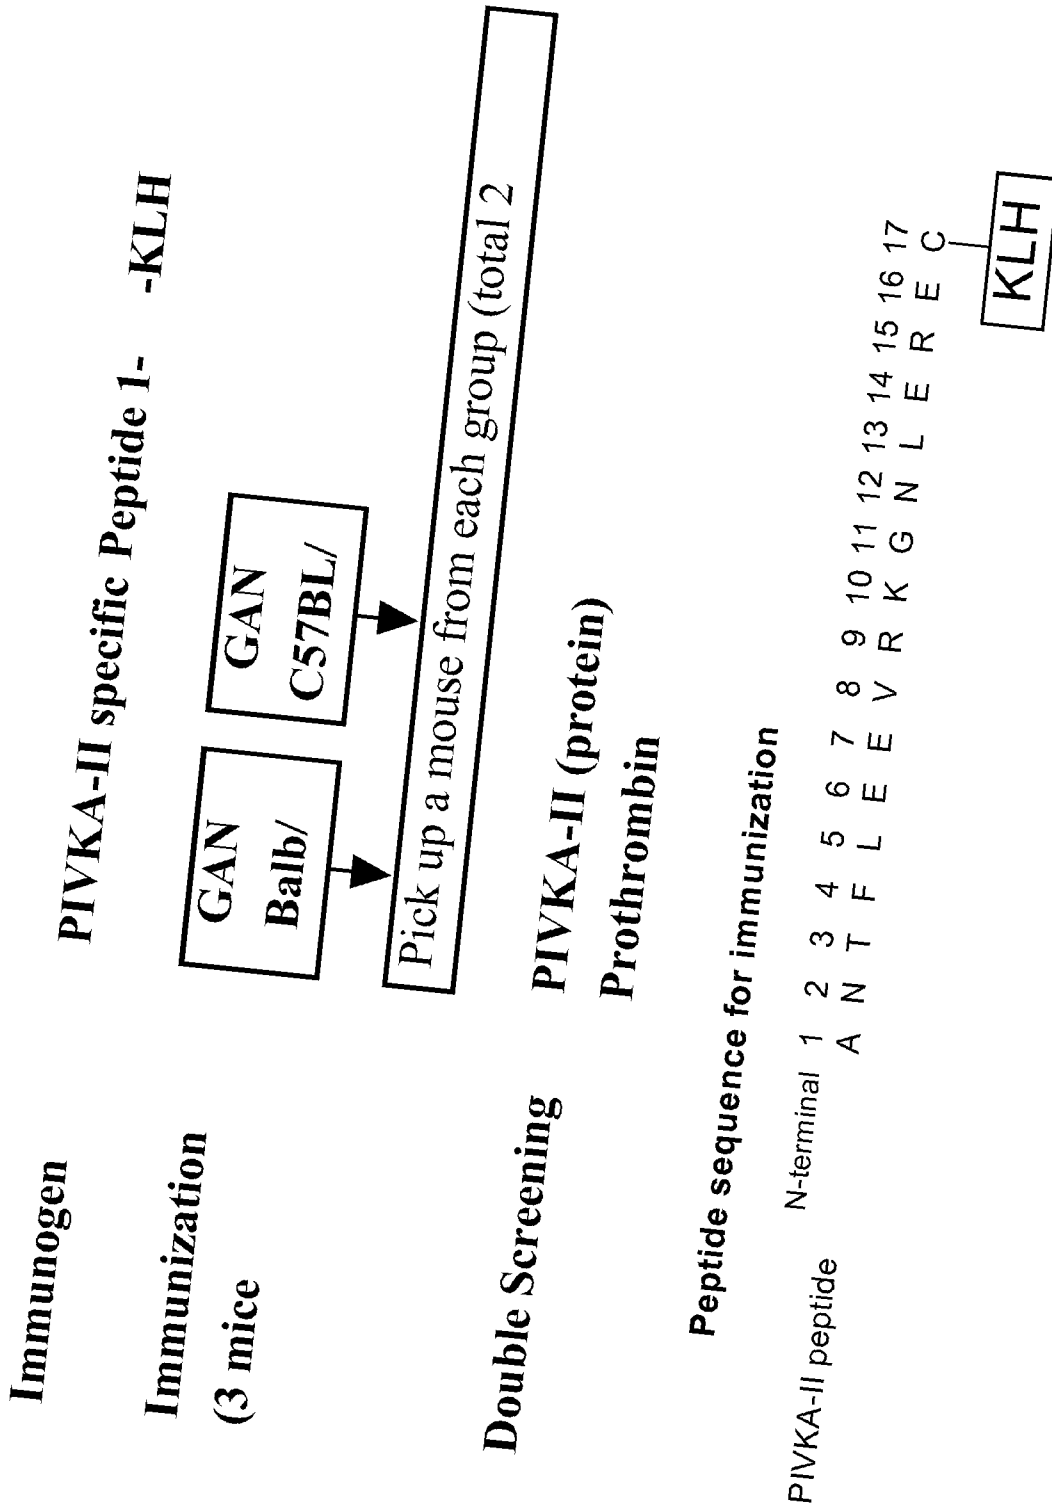 Immunogen PIVKA-II specific Peptide 1- -KLH
Immunization
(3 mice
GAN
Balb/
GAN
C57BL/
Pick up a mouse from each group (total 2
Double Screening PIVKA-II (protein)
Prothrombin
Peptide sequence for immunization
PIVKA-II peptide N-terminal 1 2 3 4 5 6 7 8 9 10 11 12 13 14 15 16 17
A N T F L E E V R K G N L E R E C
KLH